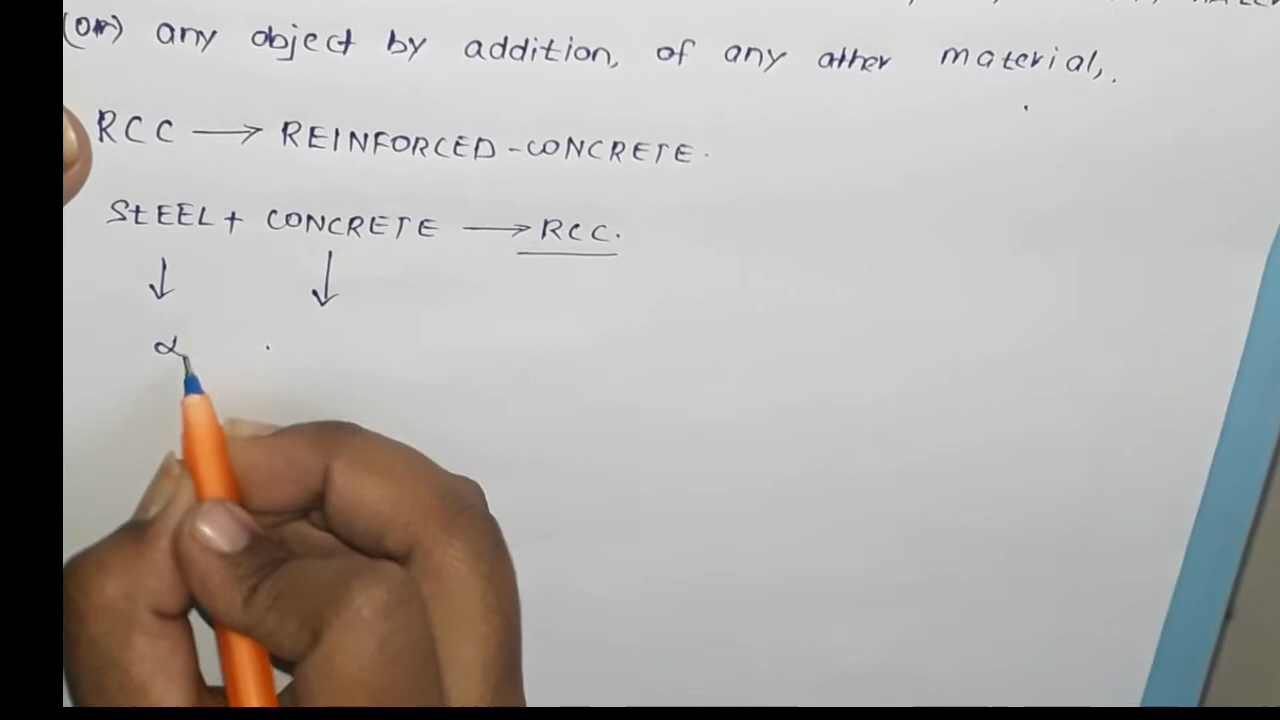 (or) any object by addition, of any other material,.
RCC → REINFORCED-CONCRETE.
STEEL + CONCRETE → RCC.
↓ ↓
α